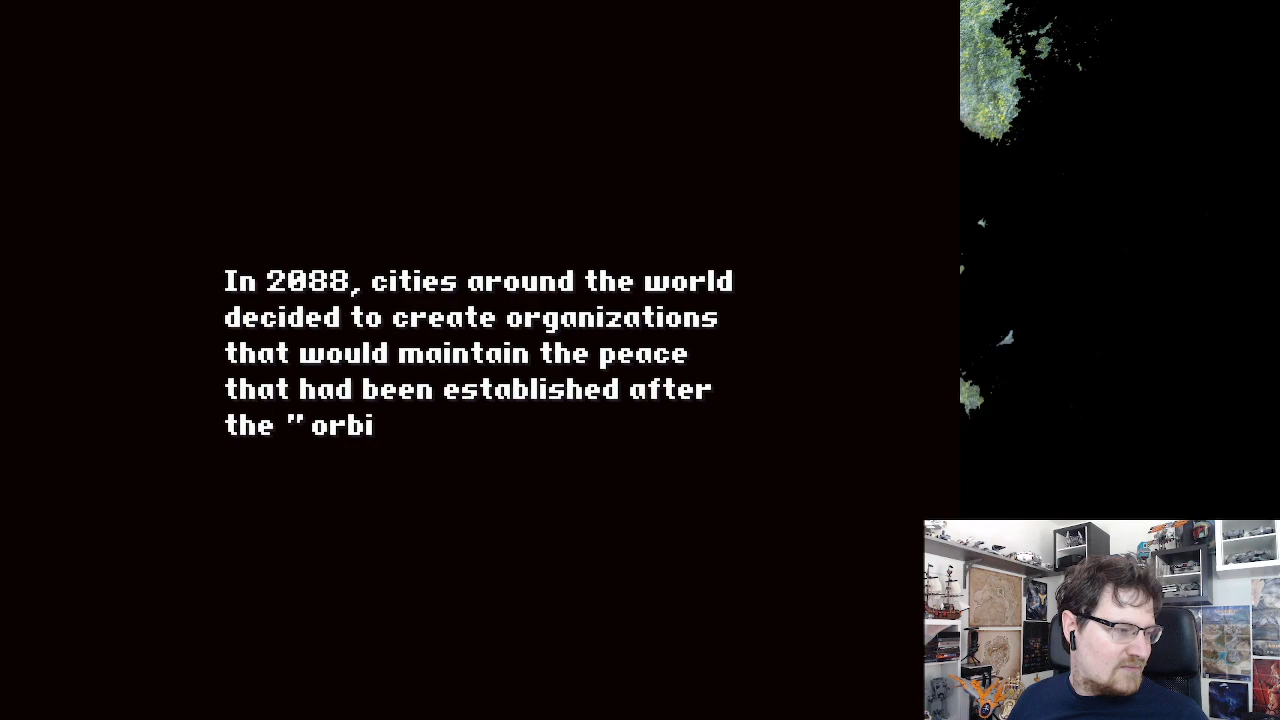 In 2088, cities around the world
decided to create organizations
that would maintain the peace
that had been established after
the "orbi